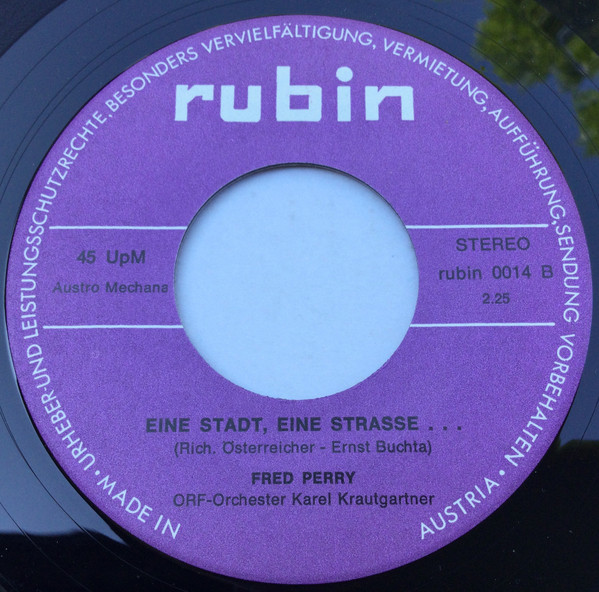 URHEBER-UND LEISTUNGSSCHUTZRECHTE, BESONDERS VERVIELFÄLTIGUNG, VERMIETUNG, AUFFÜHRUNG, SENDUNG VORBEHALTEN
rubin
45 UpM
Austro Mechana
STEREO
rubin 0014 B
2.25
EINE STADT, EINE STRASSE . . .
(Rich. Österreicher - Ernst Buchta)
FRED PERRY
ORF-Orchester Karel Krautgartner
MADE IN AUSTRIA